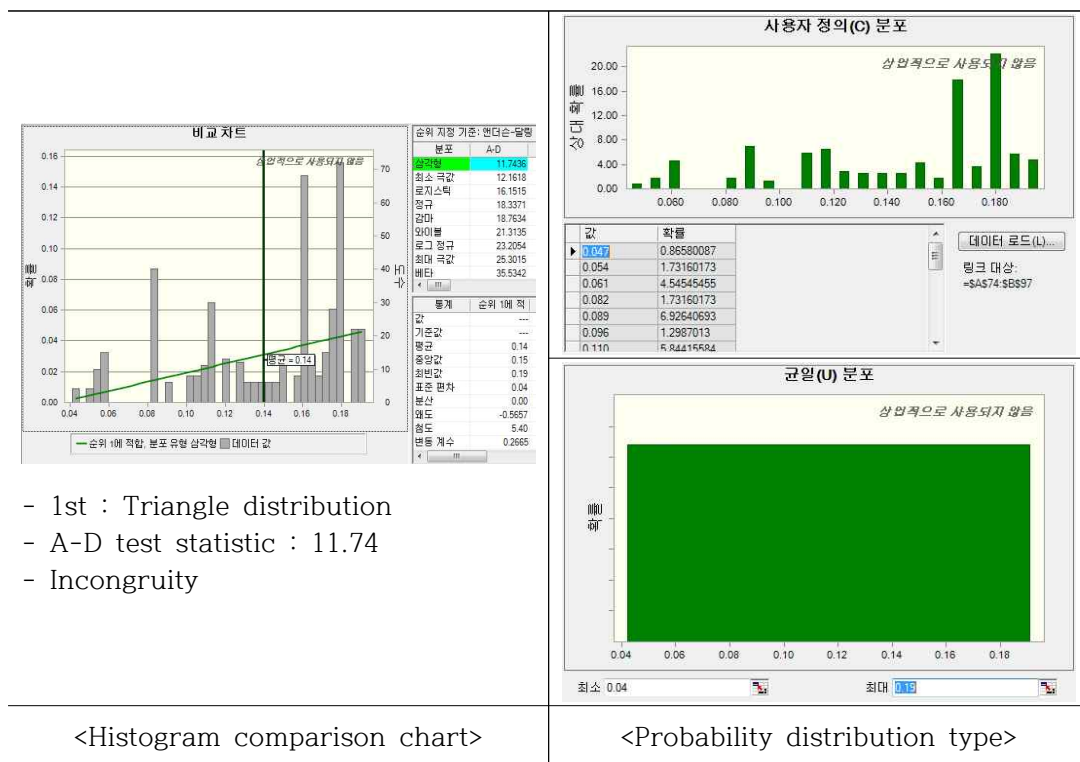 비교 차트
상업적으로 사용되지 않음
확률
도수
0.16
0.14
0.12
0.10
0.08
0.06
0.04
0.02
0.00
70
60
50
40
30
20
10
0
평균 = 0.14
0.04 0.06 0.08 0.10 0.12 0.14 0.16 0.18
순위 1에 적합, 분포 유형 삼각형 데이터 값
순위 지정 기준: 앤더슨-달링
분포 A-D
삼각형 11.7436
최소 극값 12.1618
로지스틱 16.1515
정규 18.3371
감마 18.7634
와이블 21.3135
로그 정규 23.2054
최대 극값 25.3015
베타 35.5342
통계 순위 1에 적
값 ---
기준값 ---
평균 0.14
중앙값 0.15
최빈값 0.19
표준 편차 0.04
분산 0.00
왜도 -0.5657
첨도 5.40
변동 계수 0.2665
- 1st : Triangle distribution
- A-D test statistic : 11.74
- Incongruity
<Histogram comparison chart>
사용자 정의(C) 분포
상업적으로 사용되지 않음
상대 확률
20.00
16.00
12.00
8.00
4.00
0.00
0.060 0.080 0.100 0.120 0.140 0.160 0.180
값 확률
0.047 0.86580087
0.054 1.73160173
0.061 4.54545455
0.082 1.73160173
0.089 6.92640693
0.096 1.2987013
0.110 5.84415584
데이터 로드(L)...
링크 대상:
=$A$74:$B$97
균일(U) 분포
상업적으로 사용되지 않음
확률
0.04 0.06 0.08 0.10 0.12 0.14 0.16 0.18
최소 0.04 최대 0.19
<Probability distribution type>